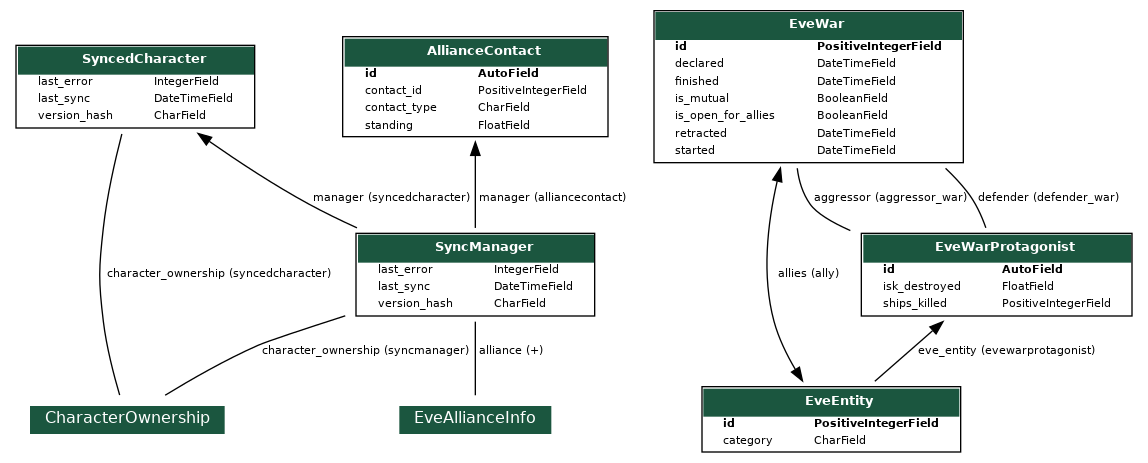 SyncedCharacter
last_error IntegerField
last_sync DateTimeField
version_hash CharField
AllianceContact
id AutoField
contact_id PositiveIntegerField
contact_type CharField
standing FloatField
EveWar
id PositiveIntegerField
declared DateTimeField
finished DateTimeField
is_mutual BooleanField
is_open_for_allies BooleanField
retracted DateTimeField
started DateTimeField
manager (syncedcharacter)
manager (alliancecontact)
aggressor (aggressor_war)
defender (defender_war)
SyncManager
last_error IntegerField
last_sync DateTimeField
version_hash CharField
EveWarProtagonist
id AutoField
isk_destroyed FloatField
ships_killed PositiveIntegerField
character_ownership (syncedcharacter)
allies (ally)
character_ownership (syncmanager)
alliance (+)
eve_entity (evewarprotagonist)
CharacterOwnership
EveAllianceInfo
EveEntity
id PositiveIntegerField
category CharField